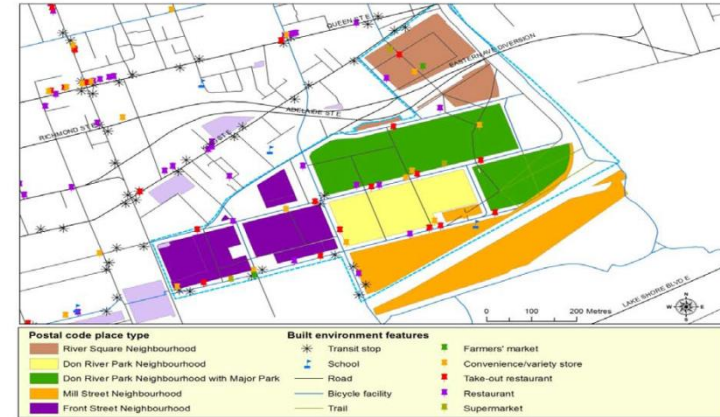 QUEEN ST E
EASTERN AVE DIVERSION
ADELAIDE ST E
RICHMOND ST E
ST E
LAKE SHORE BLVD E
N
W E
S
0 100 200 Metres
Postal code place type
River Square Neighbourhood
Don River Park Neighbourhood
Don River Park Neighbourhood with Major Park
Mill Street Neighbourhood
Front Street Neighbourhood
Built environment features
Transit stop
School
Road
Bicycle facility
Trail
Farmers' market
Convenience/variety store
Take-out restaurant
Restaurant
Supermarket